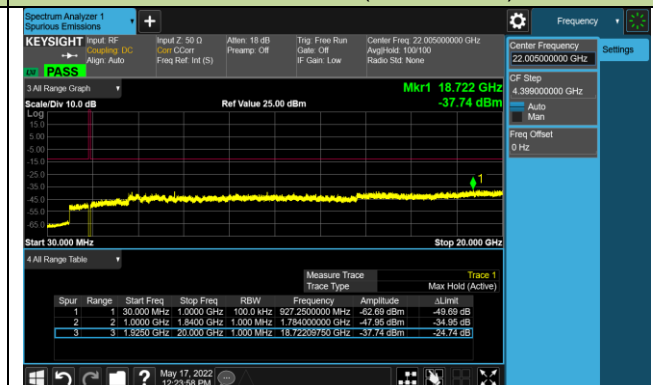 Spectrum Analyzer 1
Spurious Emissions
Frequency
KEYSIGHT
Input: RF
Coupling: DC
Align: Auto
Input Z: 50 Ω
Corr CCorr
Freq Ref: Int (S)
Atten: 18 dB
Preamp: Off
Trig: Free Run
Gate: Off
IF Gain: Low
Center Freq: 22.005000000 GHz
Avg|Hold: 100/100
Radio Std: None
LXI PASS
3 All Range Graph
Mkr1 18.722 GHz
Scale/Div 10.0 dB
Ref Value 25.00 dBm
-37.74 dBm
Log
15.0
5.00
-5.00
-15.0
-25.0
-35.0
-45.0
-55.0
-65.0
1
Start 30.000 MHz
Stop 20.000 GHz
4 All Range Table
Measure Trace Trace 1
Trace Type Max Hold (Active)
Spur Range Start Freq Stop Freq RBW Frequency Amplitude ΔLimit
1 1 30.000 MHz 1.0000 GHz 100.0 kHz 927.2500000 MHz -62.69 dBm -49.69 dB
2 2 1.0000 GHz 1.8400 GHz 1.000 MHz 1.784000000 GHz -47.95 dBm -34.95 dB
3 3 1.9250 GHz 20.000 GHz 1.000 MHz 18.72209750 GHz -37.74 dBm -24.74 dB
May 17, 2022
12:23:58 PM
Center Frequency
22.005000000 GHz
Settings
CF Step
4.399000000 GHz
Auto
Man
Freq Offset
0 Hz